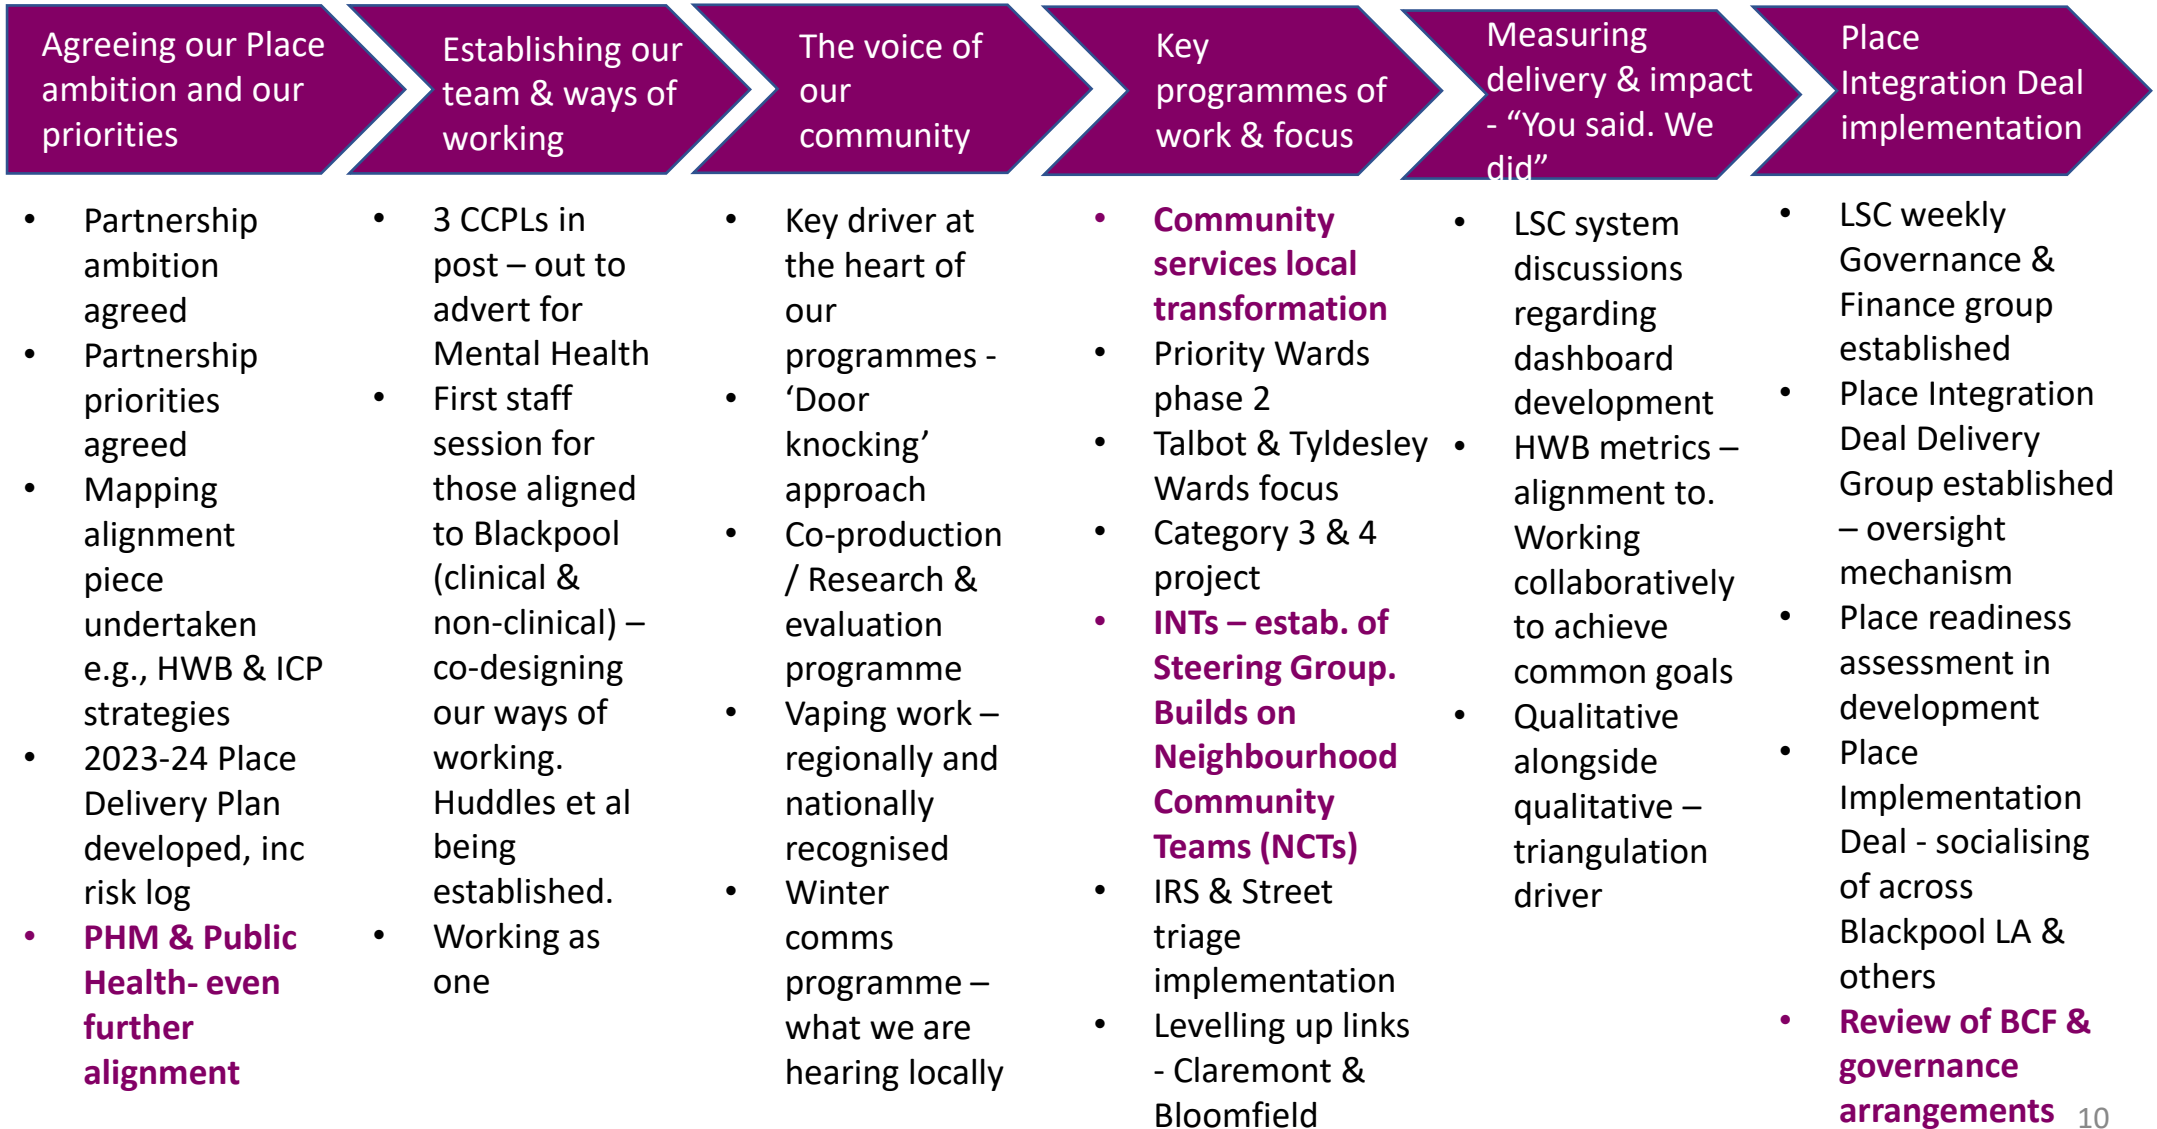 Agreeing our Place
ambition and our
priorities
Establishing our
team & ways of
working
The voice of
our
community
Key
programmes of
work & focus
Measuring
delivery & impact
- “You said. We
did”
Place
Integration Deal
implementation
• Partnership
ambition
agreed
• Partnership
priorities
agreed
• Mapping
alignment
piece
undertaken
e.g., HWB & ICP
strategies
• 2023-24 Place
Delivery Plan
developed, inc
risk log
• PHM & Public
Health- even
further
alignment
• 3 CCPLs in
post – out to
advert for
Mental Health
• First staff
session for
those aligned
to Blackpool
(clinical &
non-clinical) –
co-designing
our ways of
working.
Huddles et al
being
established.
• Working as
one
• Key driver at
the heart of
our
programmes -
• ‘Door
knocking’
approach
• Co-production
/ Research &
evaluation
programme
• Vaping work –
regionally and
nationally
recognised
• Winter
comms
programme –
what we are
hearing locally
• Community
services local
transformation
• Priority Wards
phase 2
• Talbot & Tyldesley
Wards focus
• Category 3 & 4
project
• INTs – estab. of
Steering Group.
Builds on
Neighbourhood
Community
Teams (NCTs)
• IRS & Street
triage
implementation
• Levelling up links
- Claremont &
Bloomfield
• LSC system
discussions
regarding
dashboard
development
• HWB metrics –
alignment to.
Working
collaboratively
to achieve
common goals
• Qualitative
alongside
qualitative –
triangulation
driver
• LSC weekly
Governance &
Finance group
established
• Place Integration
Deal Delivery
Group established
– oversight
mechanism
• Place readiness
assessment in
development
• Place
Implementation
Deal - socialising
of across
Blackpool LA &
others
• Review of BCF &
governance
arrangements
10